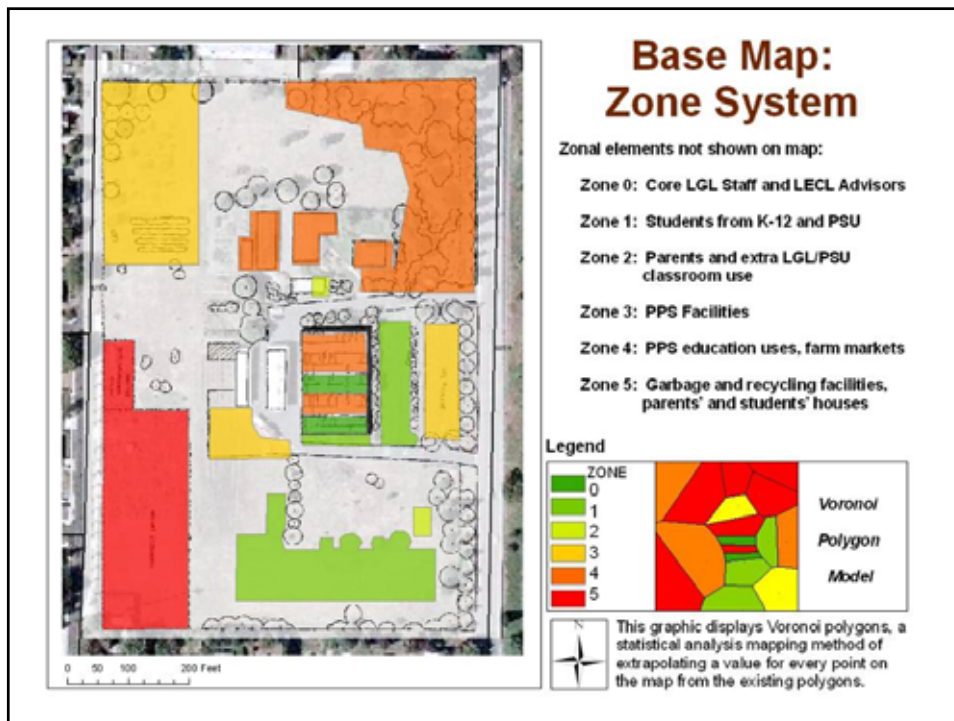 Base Map:
Zone System
Zonal elements not shown on map:
Zone 0: Core LGL Staff and LECL Advisors
Zone 1: Students from K-12 and PSU
Zone 2: Parents and extra LGL/PSU
classroom use
Zone 3: PPS Facilities
Zone 4: PPS education uses, farm markets
Zone 5: Garbage and recycling facilities,
parents' and students' houses
Legend
ZONE
0
1
2
3
4
5
Voronoi
Polygon
Model
N
This graphic displays Voronoi polygons, a
statistical analysis mapping method of
extrapolating a value for every point on
the map from the existing polygons.
0 50 100 200 Feet